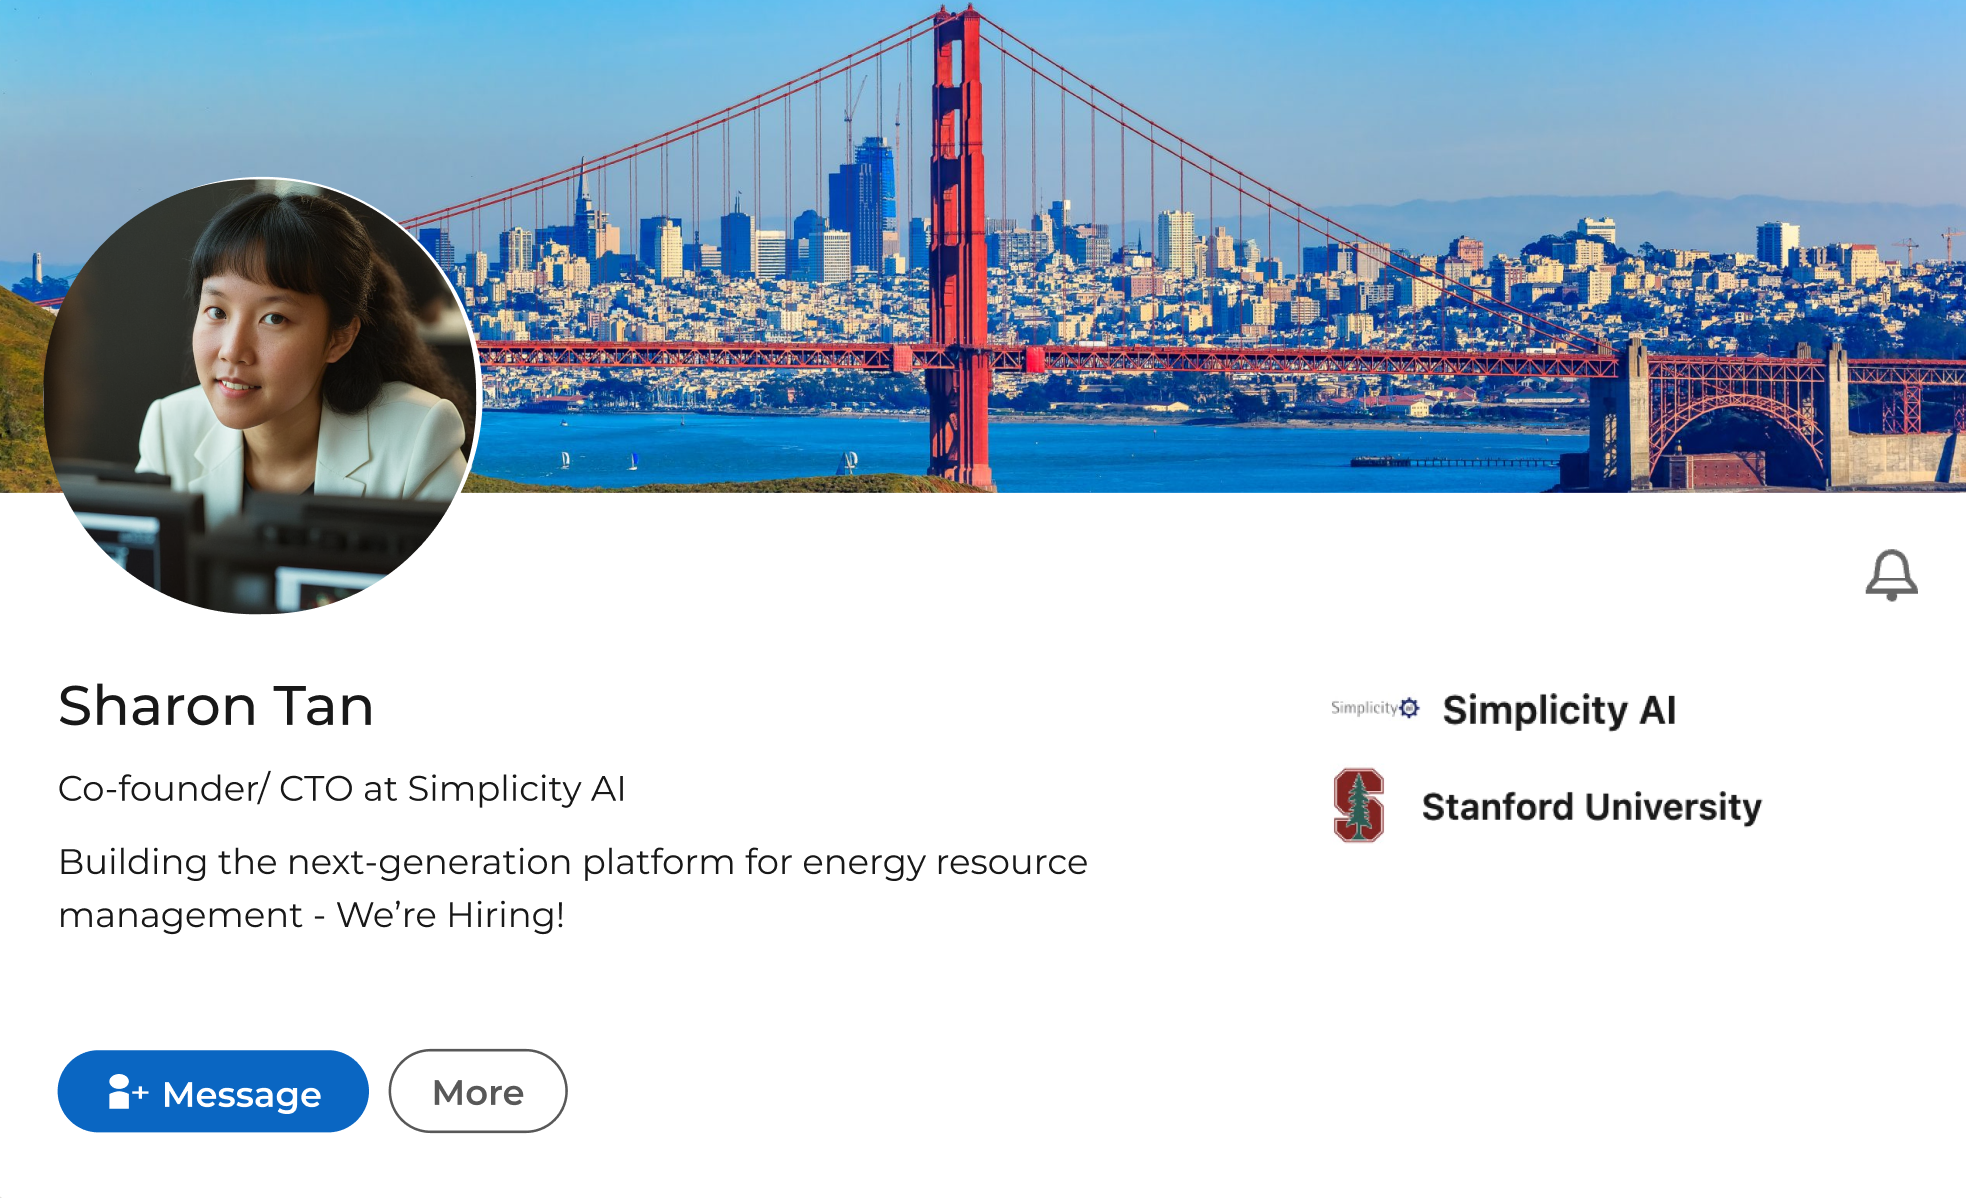 Sharon Tan
Co-founder/ CTO at Simplicity AI
Building the next-generation platform for energy resource
management - We’re Hiring!
Message
More
Simplicity
Simplicity AI
Stanford University